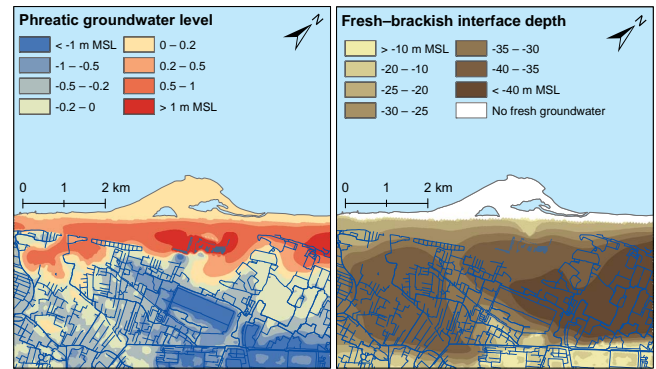 Phreatic groundwater level
N
< -1 m MSL
0 – 0.2
-1 – -0.5
0.2 – 0.5
-0.5 – -0.2
0.5 – 1
-0.2 – 0
> 1 m MSL
0 1 2 km
Fresh–brackish interface depth
N
> -10 m MSL
-35 – -30
-20 – -10
-40 – -35
-25 – -20
< -40 m MSL
-30 – -25
No fresh groundwater
0 1 2 km